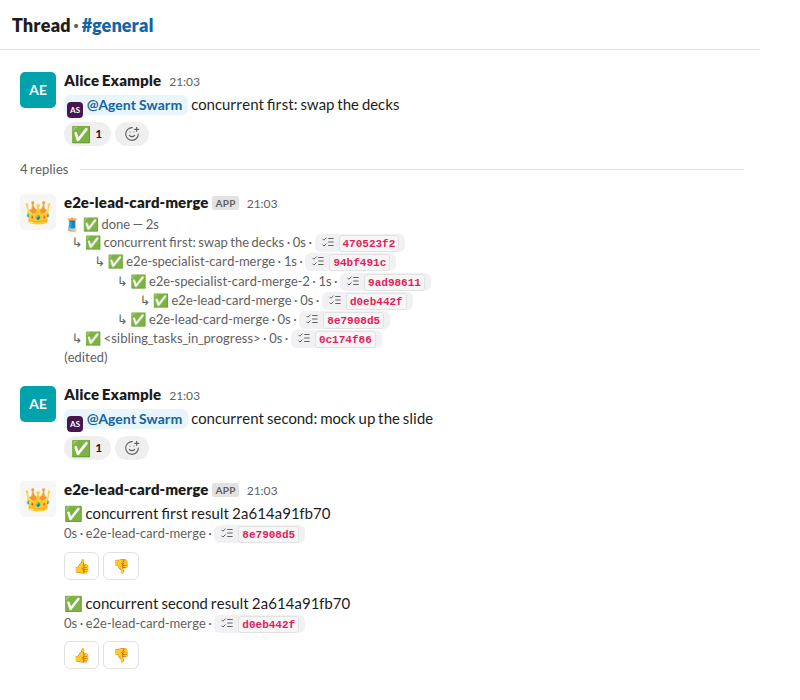 Thread · #general
AE
Alice Example 21:03
AS @Agent Swarm concurrent first: swap the decks
✅ 1
4 replies
e2e-lead-card-merge APP 21:03
🧵 ✅ done — 2s
↳ ✅ concurrent first: swap the decks · 0s · 470523f2
↳ ✅ e2e-specialist-card-merge · 1s · 94bf491c
↳ ✅ e2e-specialist-card-merge-2 · 1s · 9ad98611
↳ ✅ e2e-lead-card-merge · 0s · d0eb442f
↳ ✅ e2e-lead-card-merge · 0s · 8e7908d5
↳ ✅ <sibling_tasks_in_progress> · 0s · 0c174f86
(edited)
AE
Alice Example 21:03
AS @Agent Swarm concurrent second: mock up the slide
✅ 1
e2e-lead-card-merge APP 21:03
✅ concurrent first result 2a614a91fb70
0s · e2e-lead-card-merge · 8e7908d5
👍 👎
✅ concurrent second result 2a614a91fb70
0s · e2e-lead-card-merge · d0eb442f
👍 👎